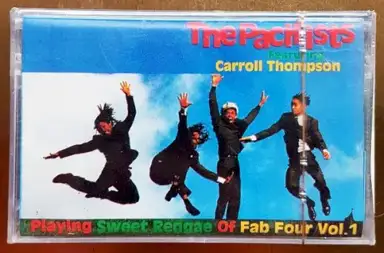 The Pacifists
Featuring
Carroll Thompson
Playing Sweet Reggae Of Fab Four Vol.1